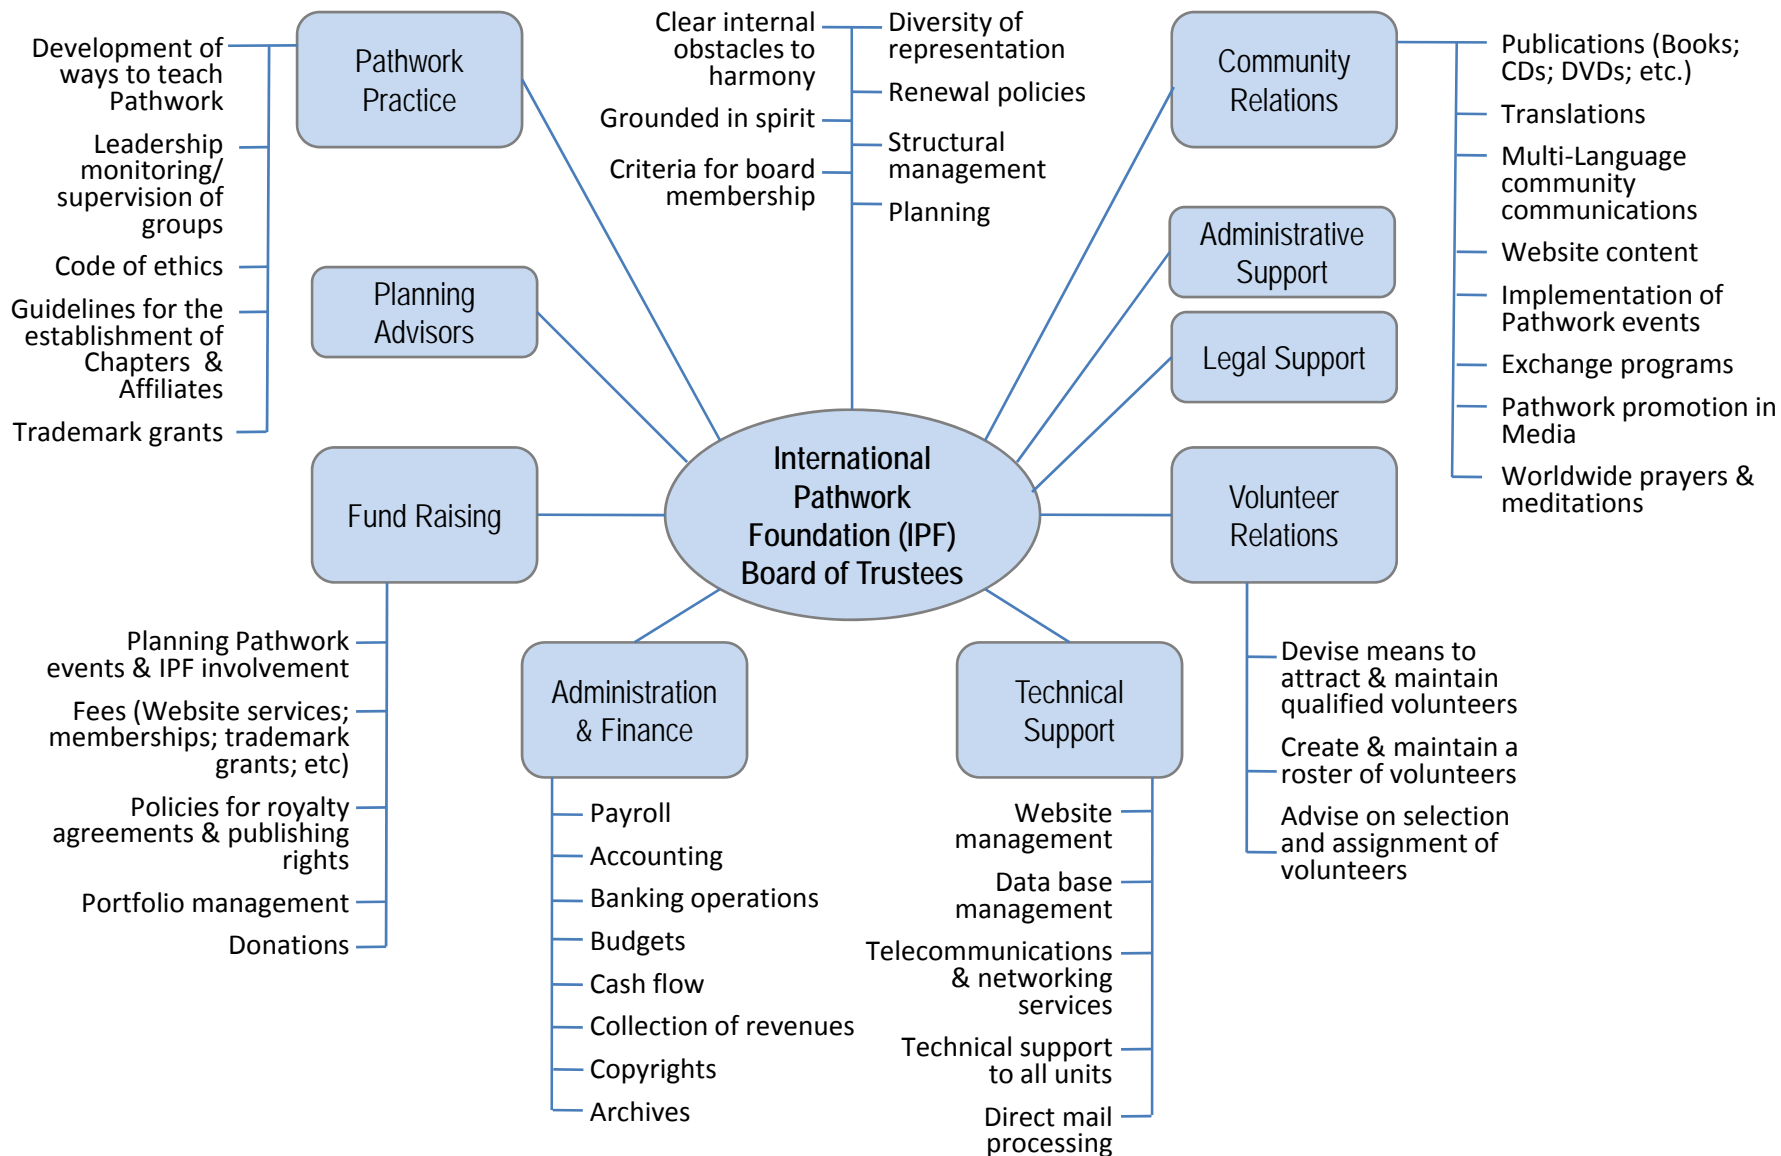 Development of
ways to teach
Pathwork
Leadership
monitoring/
supervision of
groups
Code of ethics
Guidelines for the
establishment of
Chapters &
Affiliates
Trademark grants
Pathwork
Practice
Clear internal
obstacles to
harmony
Grounded in spirit
Criteria for board
membership
Diversity of
representation
Renewal policies
Structural
management
Planning
Community
Relations
Publications (Books;
CDs; DVDs; etc.)
Translations
Multi-Language
community
communications
Website content
Implementation of
Pathwork events
Exchange programs
Pathwork promotion in
Media
Worldwide prayers &
meditations
Planning
Advisors
Administrative
Support
Legal Support
International
Pathwork
Foundation (IPF)
Board of Trustees
Fund Raising
Volunteer
Relations
Planning Pathwork
events & IPF involvement
Fees (Website services;
memberships; trademark
grants; etc)
Policies for royalty
agreements & publishing
rights
Portfolio management
Donations
Administration
& Finance
Payroll
Accounting
Banking operations
Budgets
Cash flow
Collection of revenues
Copyrights
Archives
Technical
Support
Website
management
Data base
management
Telecommunications
& networking
services
Technical support
to all units
Direct mail
processing
Devise means to
attract & maintain
qualified volunteers
Create & maintain a
roster of volunteers
Advise on selection
and assignment of
volunteers